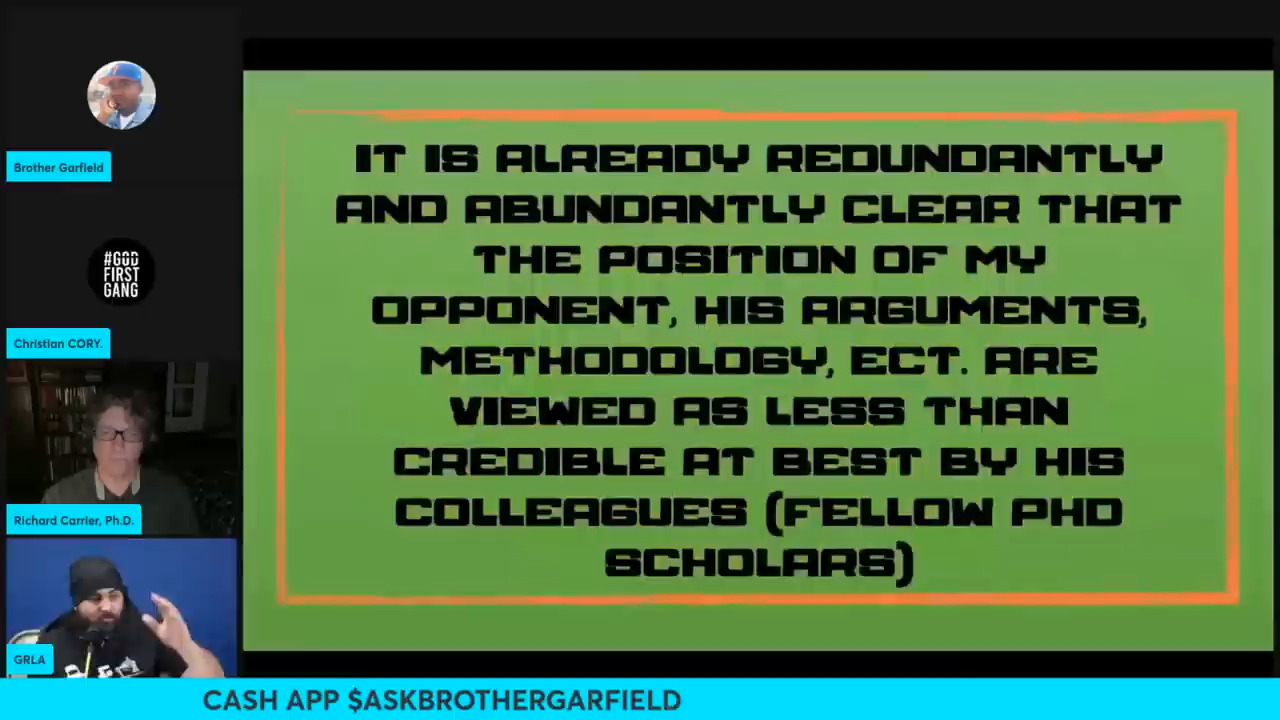 Brother Garfield
#GOD
FIRST
GANG
Christian CORY.
Richard Carrier, Ph.D.
GRLA
IT IS ALREADY REDUNDANTLY
AND ABUNDANTLY CLEAR THAT
THE POSITION OF MY
OPPONENT, HIS ARGUMENTS,
METHODOLOGY, ECT. ARE
VIEWED AS LESS THAN
CREDIBLE AT BEST BY HIS
COLLEAGUES (FELLOW PHD
SCHOLARS)
CASH APP $ASKBROTHERGARFIELD